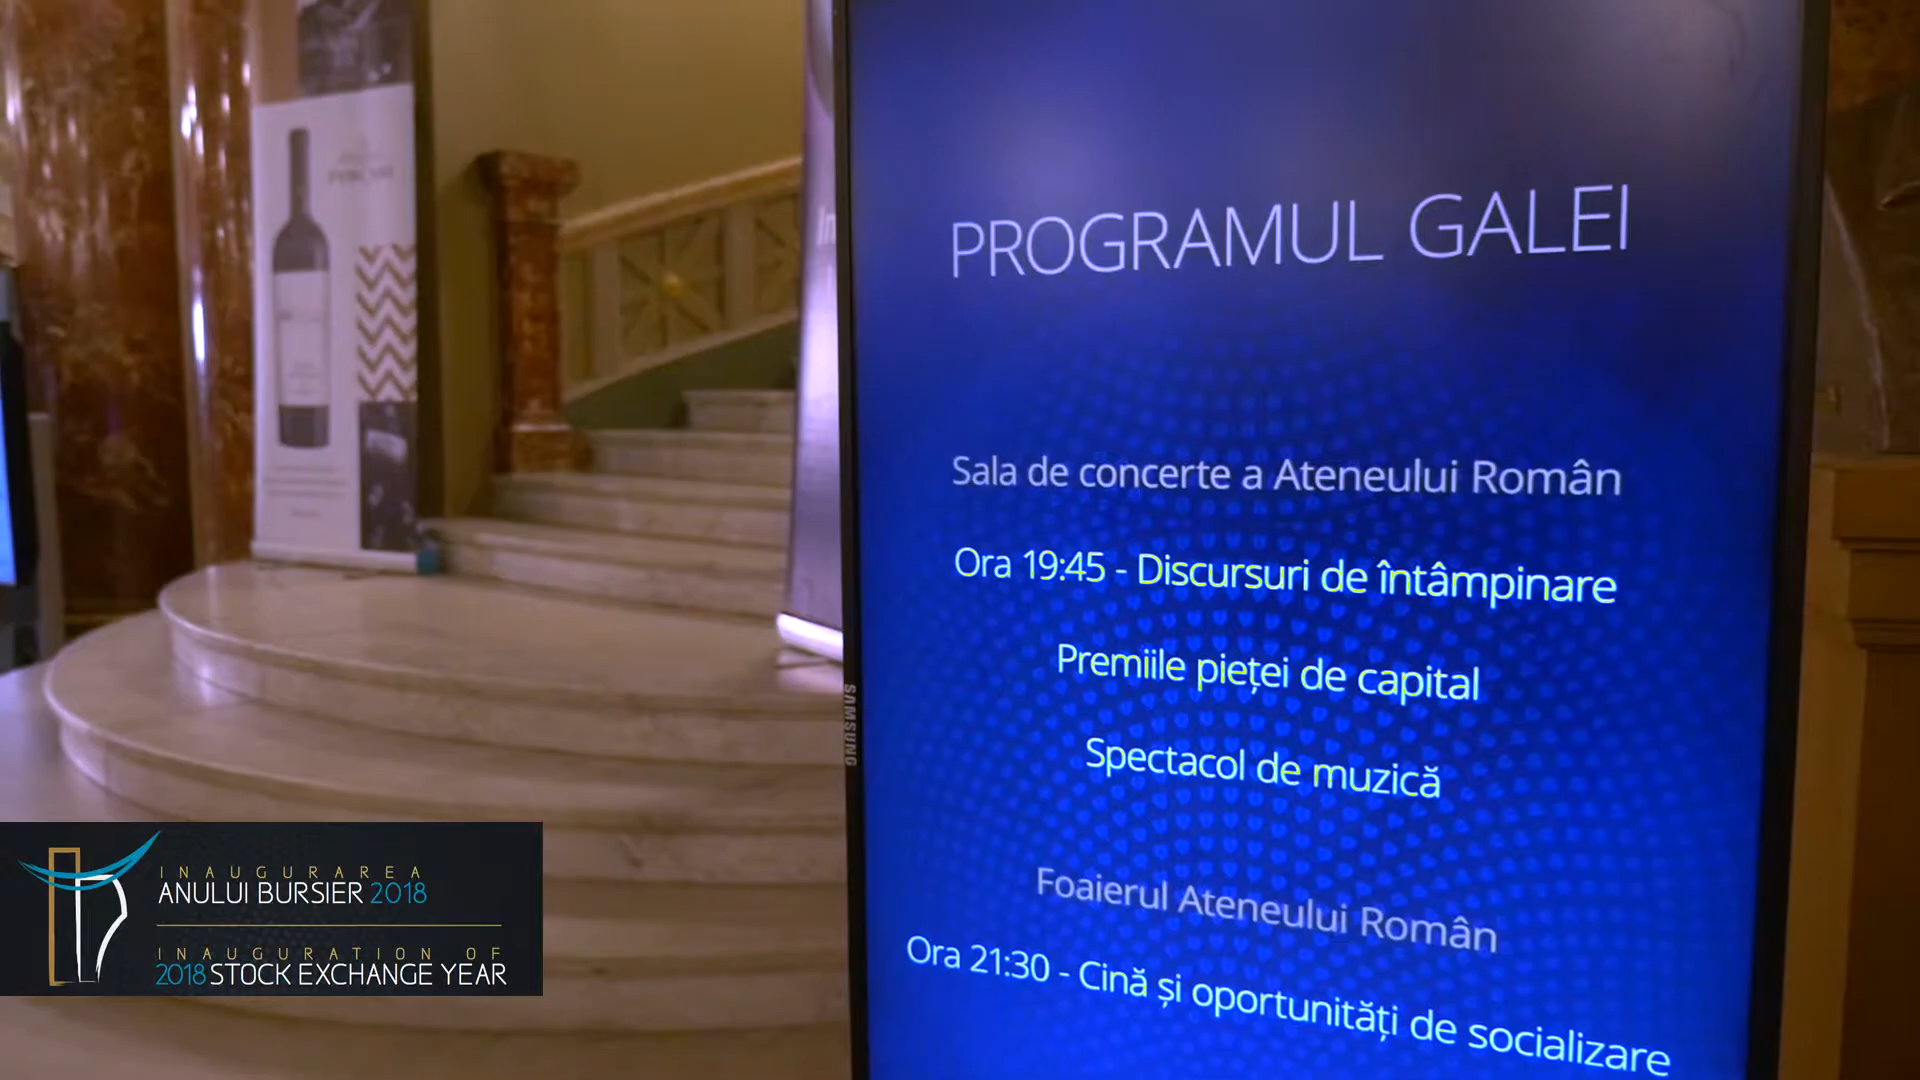 PROGRAMUL GALEI
Sala de concerte a Ateneului Român
Ora 19:45 - Discursuri de întâmpinare
Premiile pieței de capital
Spectacol de muzică
Foaierul Ateneului Român
Ora 21:30 - Cină și oportunități de socializare
SAMSUNG
INAUGURAREA
ANULUI BURSIER 2018
INAUGURATION OF
2018 STOCK EXCHANGE YEAR